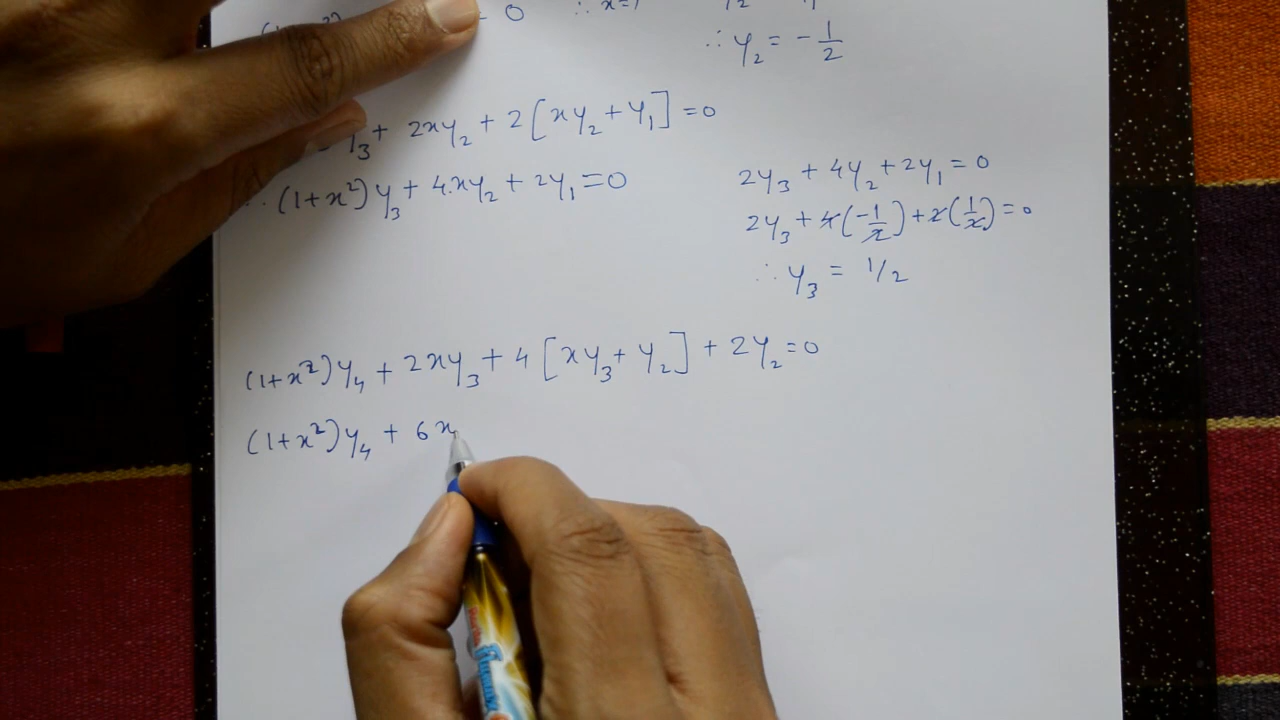 = 0 ∴ x=1
∴ y₂ = -1/2
y₃ + 2xy₂ + 2[xy₂ + y₁] = 0
∴ (1+x²)y₃ + 4xy₂ + 2y₁ = 0
2y₃ + 4y₂ + 2y₁ = 0
2y₃ + 4(-1/2) + 2(1/2) = 0
∴ y₃ = 1/2
(1+x²)y₄ + 2xy₃ + 4[xy₃ + y₂] + 2y₂ = 0
(1+x²)y₄ + 6x